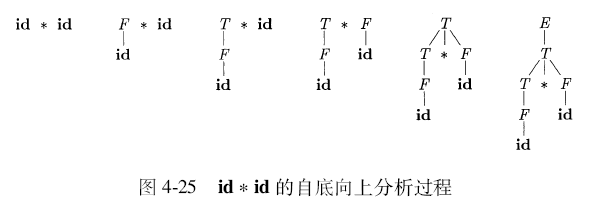 id * id F * id T * id T * F T E
id F F id T * F T
id id F id T * F
id F id
id
图 4-25 id * id 的自底向上分析过程